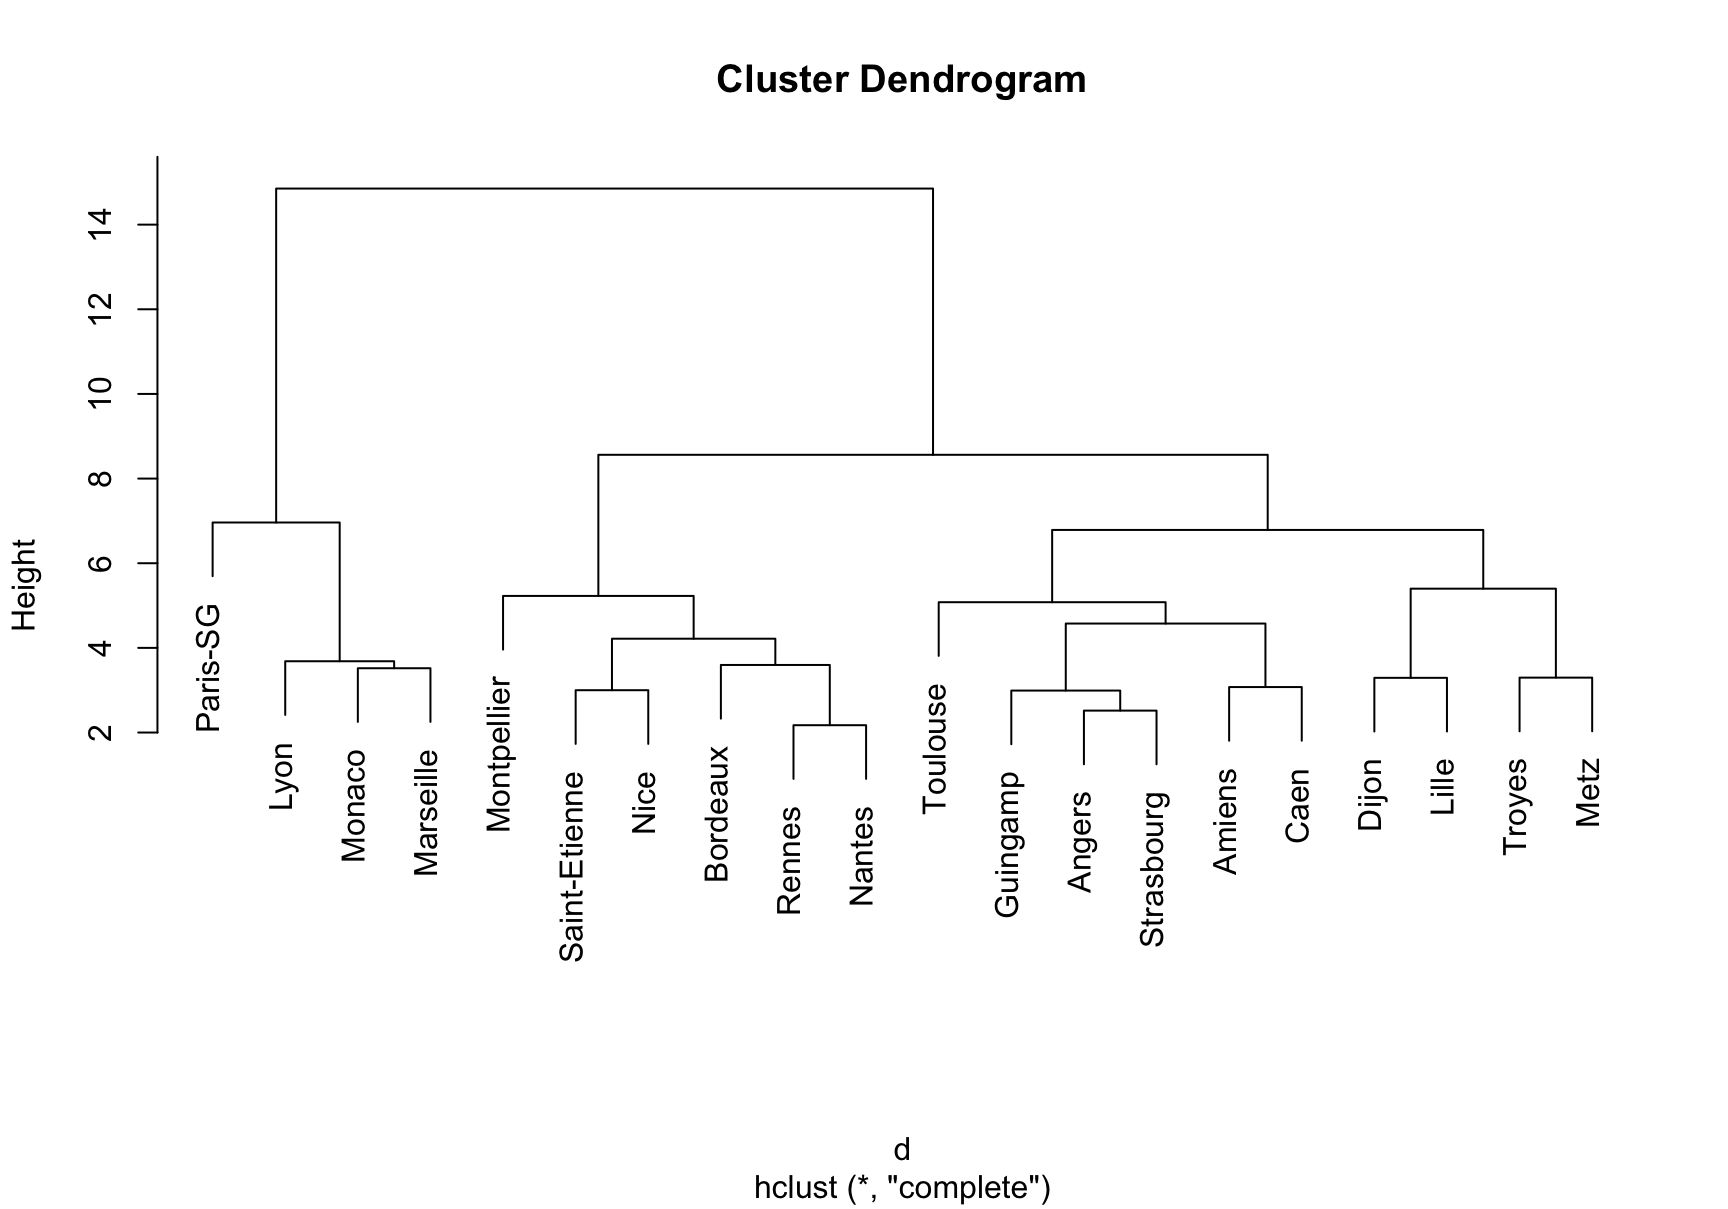 Cluster Dendrogram
Height
14
12
10
8
6
4
2
Paris-SG
Lyon
Monaco
Marseille
Montpellier
Saint-Etienne
Nice
Bordeaux
Rennes
Nantes
Toulouse
Guingamp
Angers
Strasbourg
Amiens
Caen
Dijon
Lille
Troyes
Metz
d
hclust (*, "complete")